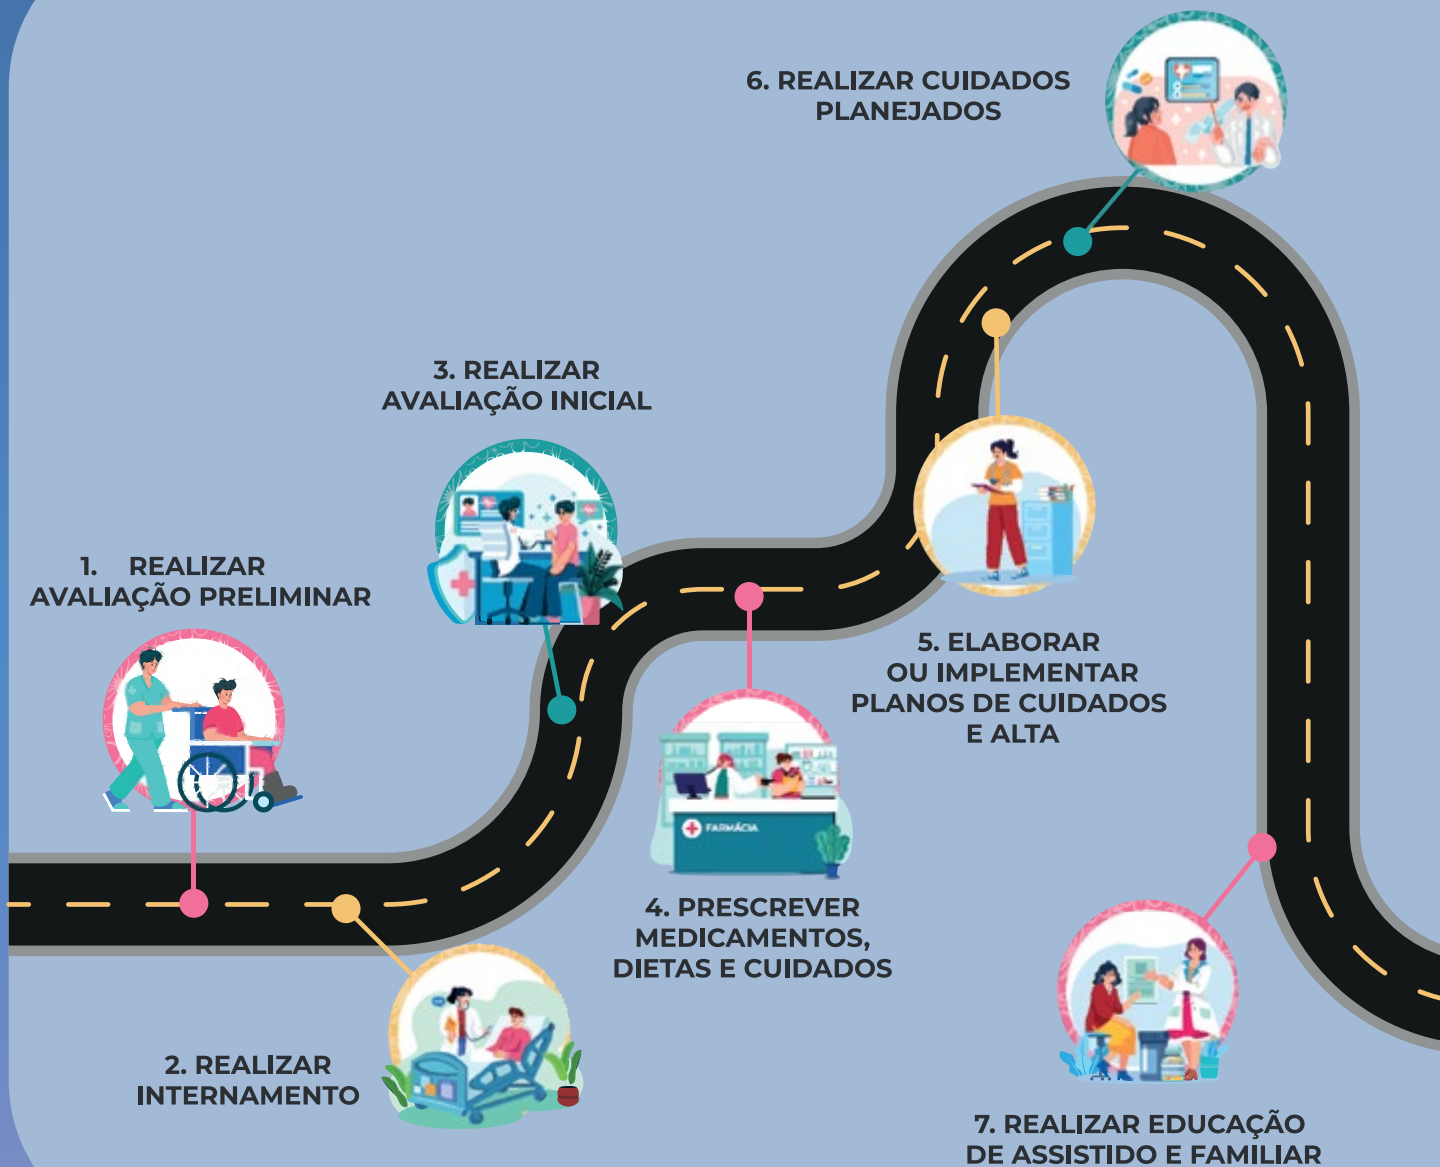 1. REALIZAR
AVALIAÇÃO PRELIMINAR
2. REALIZAR
INTERNAMENTO
3. REALIZAR
AVALIAÇÃO INICIAL
4. PRESCREVER
MEDICAMENTOS,
DIETAS E CUIDADOS
FARMÁCIA
5. ELABORAR
OU IMPLEMENTAR
PLANOS DE CUIDADOS
E ALTA
6. REALIZAR CUIDADOS
PLANEJADOS
7. REALIZAR EDUCAÇÃO
DE ASSISTIDO E FAMILIAR